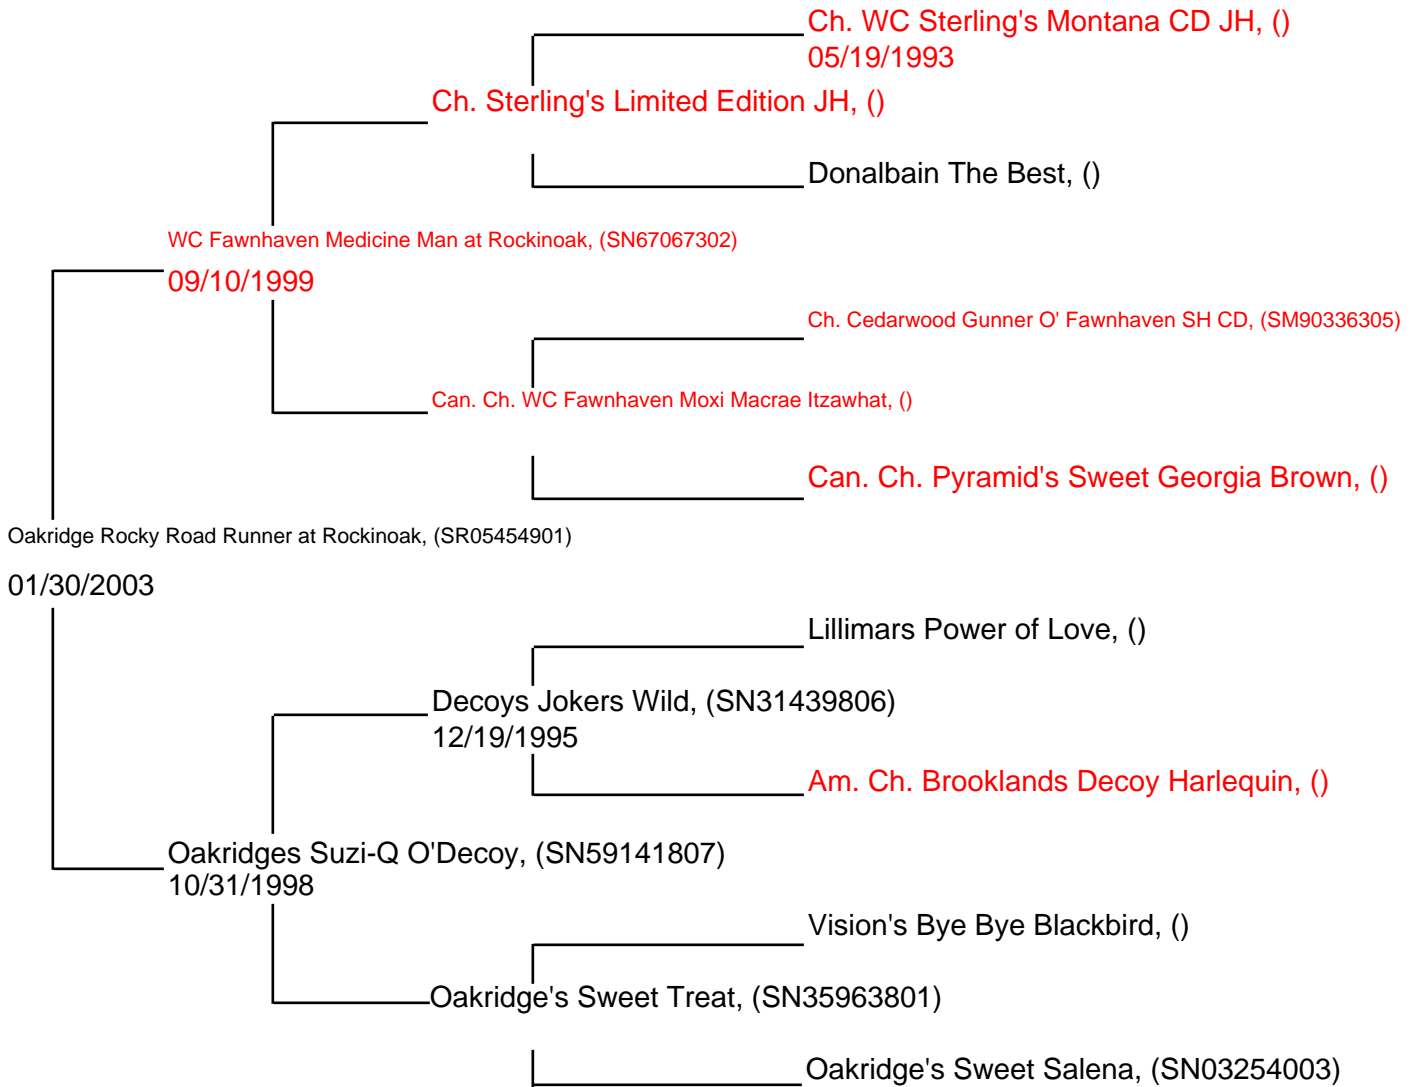 Ch. WC Sterling's Montana CD JH, ()
05/19/1993
Ch. Sterling's Limited Edition JH, ()
Donalbain The Best, ()
WC Fawnhaven Medicine Man at Rockinoak, (SN67067302)
09/10/1999
Ch. Cedarwood Gunner O' Fawnhaven SH CD, (SM90336305)
Can. Ch. WC Fawnhaven Moxi Macrae Itzawhat, ()
Can. Ch. Pyramid's Sweet Georgia Brown, ()
Oakridge Rocky Road Runner at Rockinoak, (SR05454901)
01/30/2003
Lillimars Power of Love, ()
Decoys Jokers Wild, (SN31439806)
12/19/1995
Am. Ch. Brooklands Decoy Harlequin, ()
Oakridges Suzi-Q O'Decoy, (SN59141807)
10/31/1998
Vision's Bye Bye Blackbird, ()
Oakridge's Sweet Treat, (SN35963801)
Oakridge's Sweet Salena, (SN03254003)